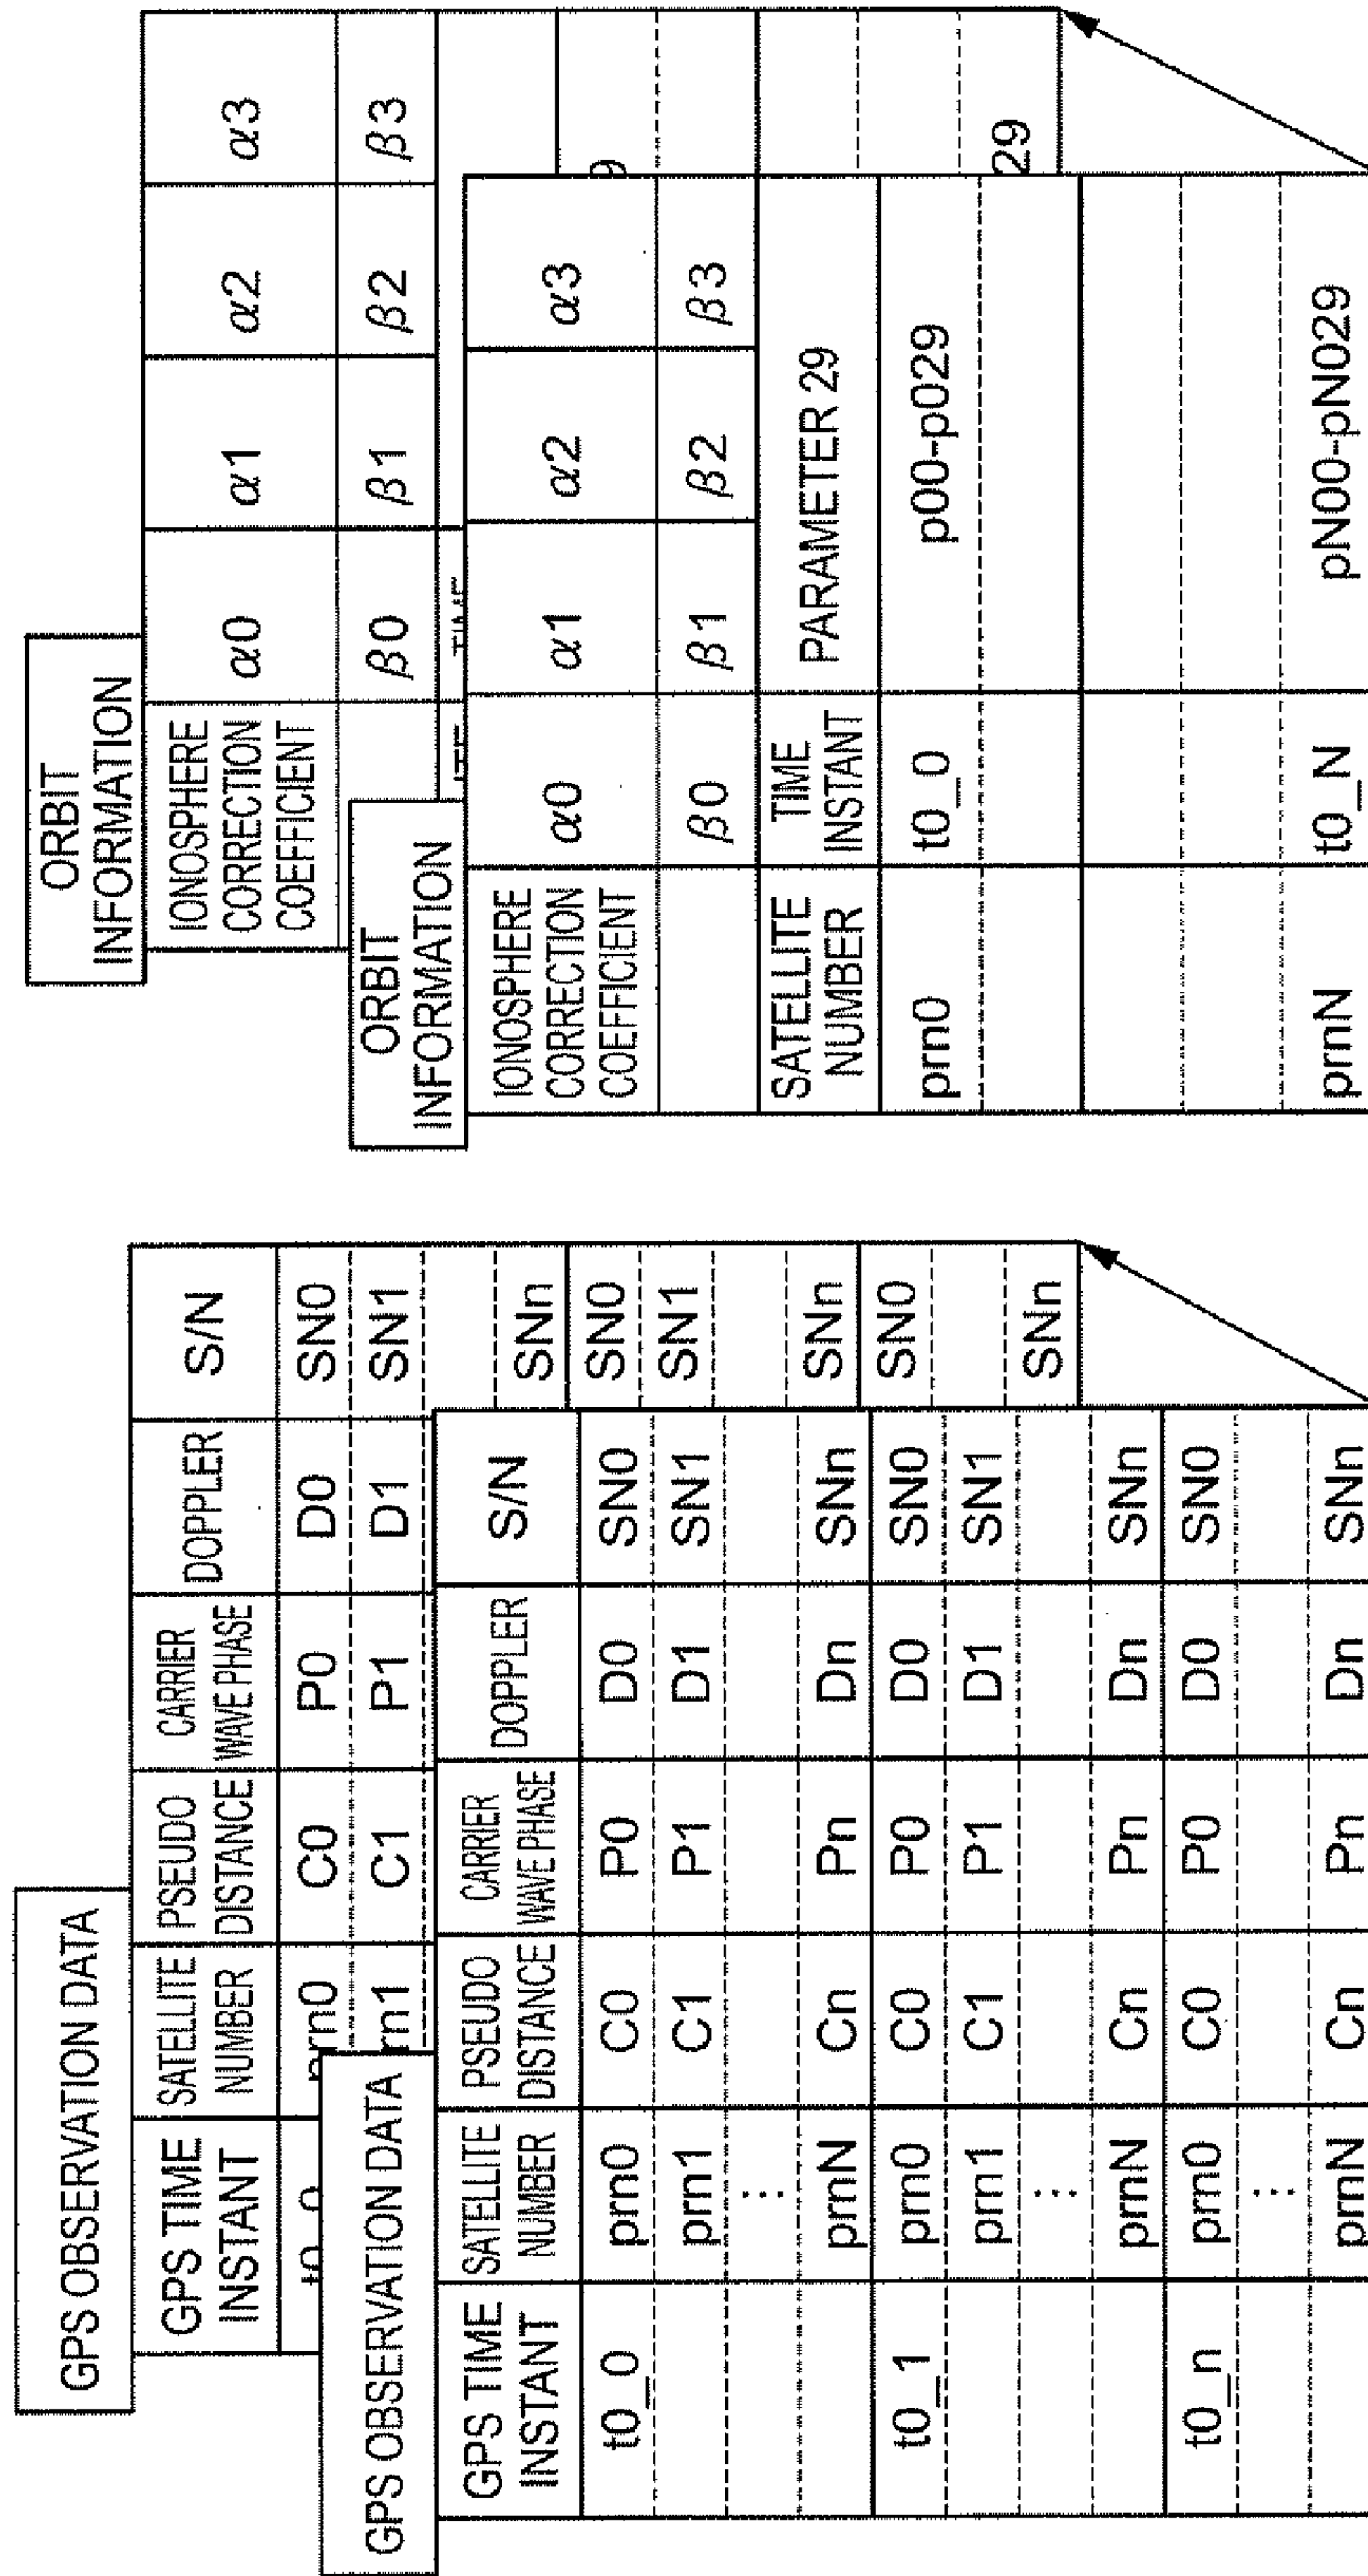 GPS OBSERVATION DATA
GPS TIME INSTANT SATELLITE NUMBER PSEUDO DISTANCE CARRIER WAVE PHASE DOPPLER S/N
prn0 C0 P0 D0 SN0
prn1 C1 P1 D1 SN1
SNn
SN0
SN1
SNn
SN0
SNn
GPS OBSERVATION DATA
GPS TIME INSTANT SATELLITE NUMBER PSEUDO DISTANCE CARRIER WAVE PHASE DOPPLER S/N
t0_0 prn0 C0 P0 D0 SN0
prn1 C1 P1 D1 SN1
...
prnN Cn Pn Dn SNn
t0_1 prn0 C0 P0 D0 SN0
prn1 C1 P1 D1 SN1
...
prnN Cn Pn Dn SNn
t0_n prn0 C0 P0 D0 SN0
...
prnN Cn Pn Dn SNn
ORBIT
INFORMATION
IONOSPHERE CORRECTION COEFFICIENT α0 α1 α2 α3
β0 β1 β2 β3
TIME
9
29
ORBIT
INFORMATION
IONOSPHERE CORRECTION COEFFICIENT α0 α1 α2 α3
β0 β1 β2 β3
SATELLITE NUMBER TIME INSTANT PARAMETER 29
prn0 t0_0 p00-p029
prnN t0_N pN00-pN029